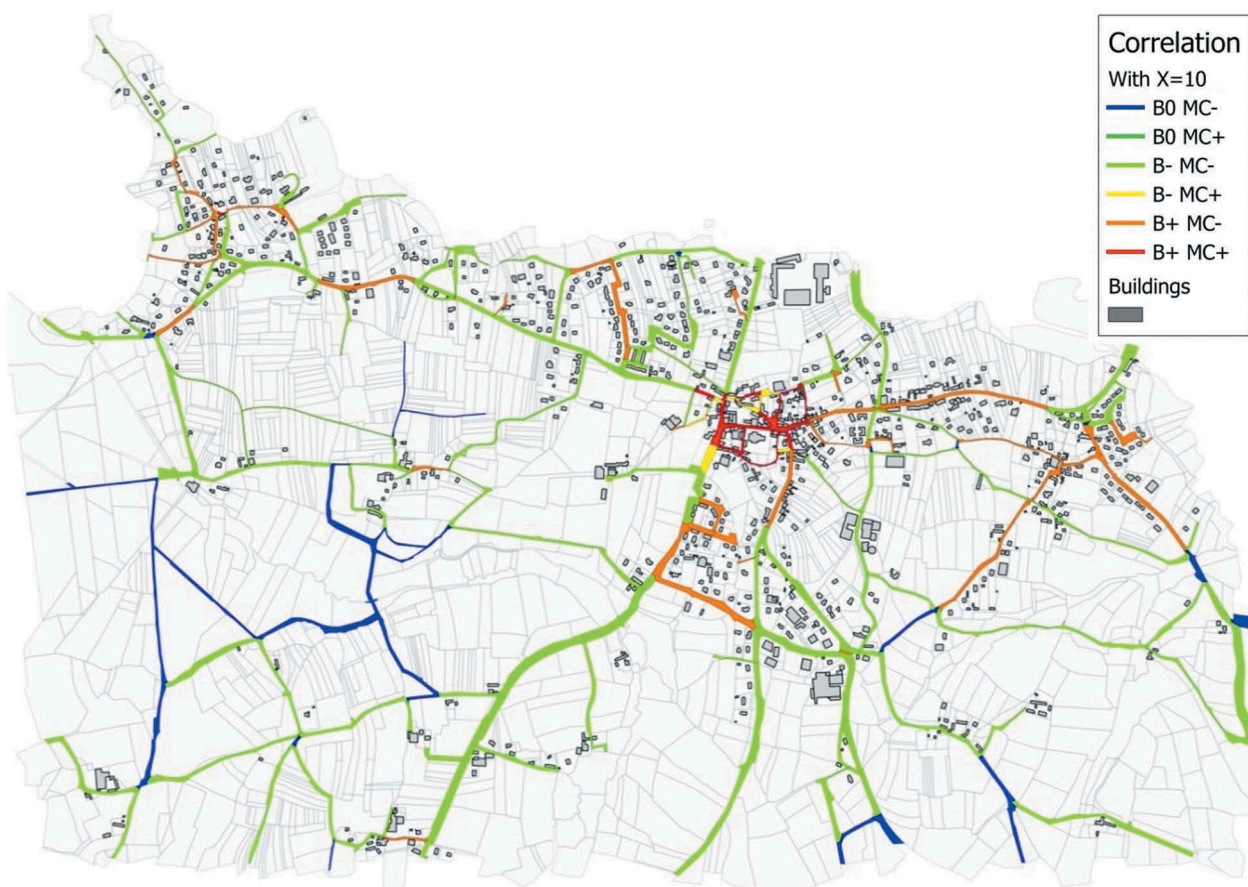 Correlation
With X=10
B0 MC-
B0 MC+
B- MC-
B- MC+
B+ MC-
B+ MC+
Buildings